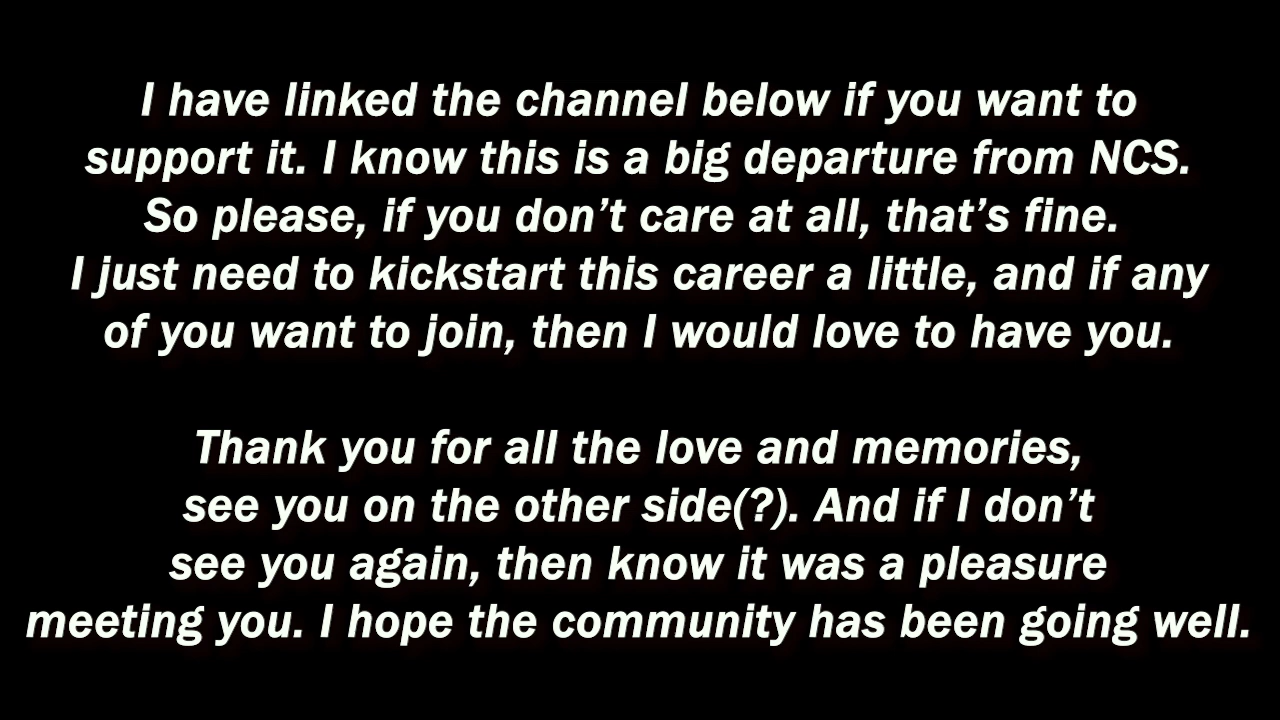 I have linked the channel below if you want to
support it. I know this is a big departure from NCS.
So please, if you don’t care at all, that’s fine.
I just need to kickstart this career a little, and if any
of you want to join, then I would love to have you.
Thank you for all the love and memories,
see you on the other side(?). And if I don’t
see you again, then know it was a pleasure
meeting you. I hope the community has been going well.